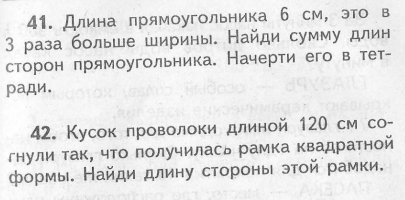 41. Длина прямоугольника 6 см, это в
3 раза больше ширины. Найди сумму длин
сторон прямоугольника. Начерти его в тет-
ради.
42. Кусок проволоки длиной 120 см со-
гнули так, что получилась рамка квадратной
формы. Найди длину стороны этой рамки.